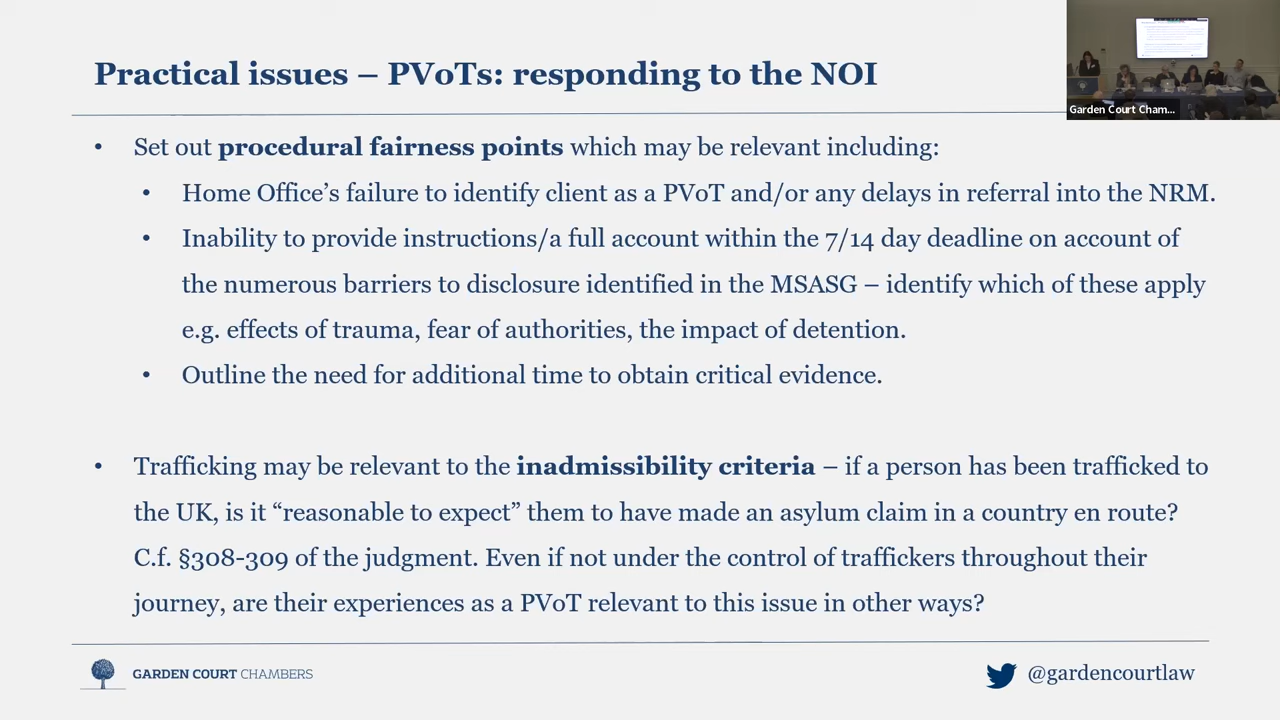 Practical issues – PVoTs: responding to the NOI
Garden Court Cham...
• Set out procedural fairness points which may be relevant including:
• Home Office’s failure to identify client as a PVoT and/or any delays in referral into the NRM.
• Inability to provide instructions/a full account within the 7/14 day deadline on account of
the numerous barriers to disclosure identified in the MSASG – identify which of these apply
e.g. effects of trauma, fear of authorities, the impact of detention.
• Outline the need for additional time to obtain critical evidence.
• Trafficking may be relevant to the inadmissibility criteria – if a person has been trafficked to
the UK, is it “reasonable to expect” them to have made an asylum claim in a country en route?
C.f. §308-309 of the judgment. Even if not under the control of traffickers throughout their
journey, are their experiences as a PVoT relevant to this issue in other ways?
GARDEN COURT CHAMBERS
@gardencourtlaw